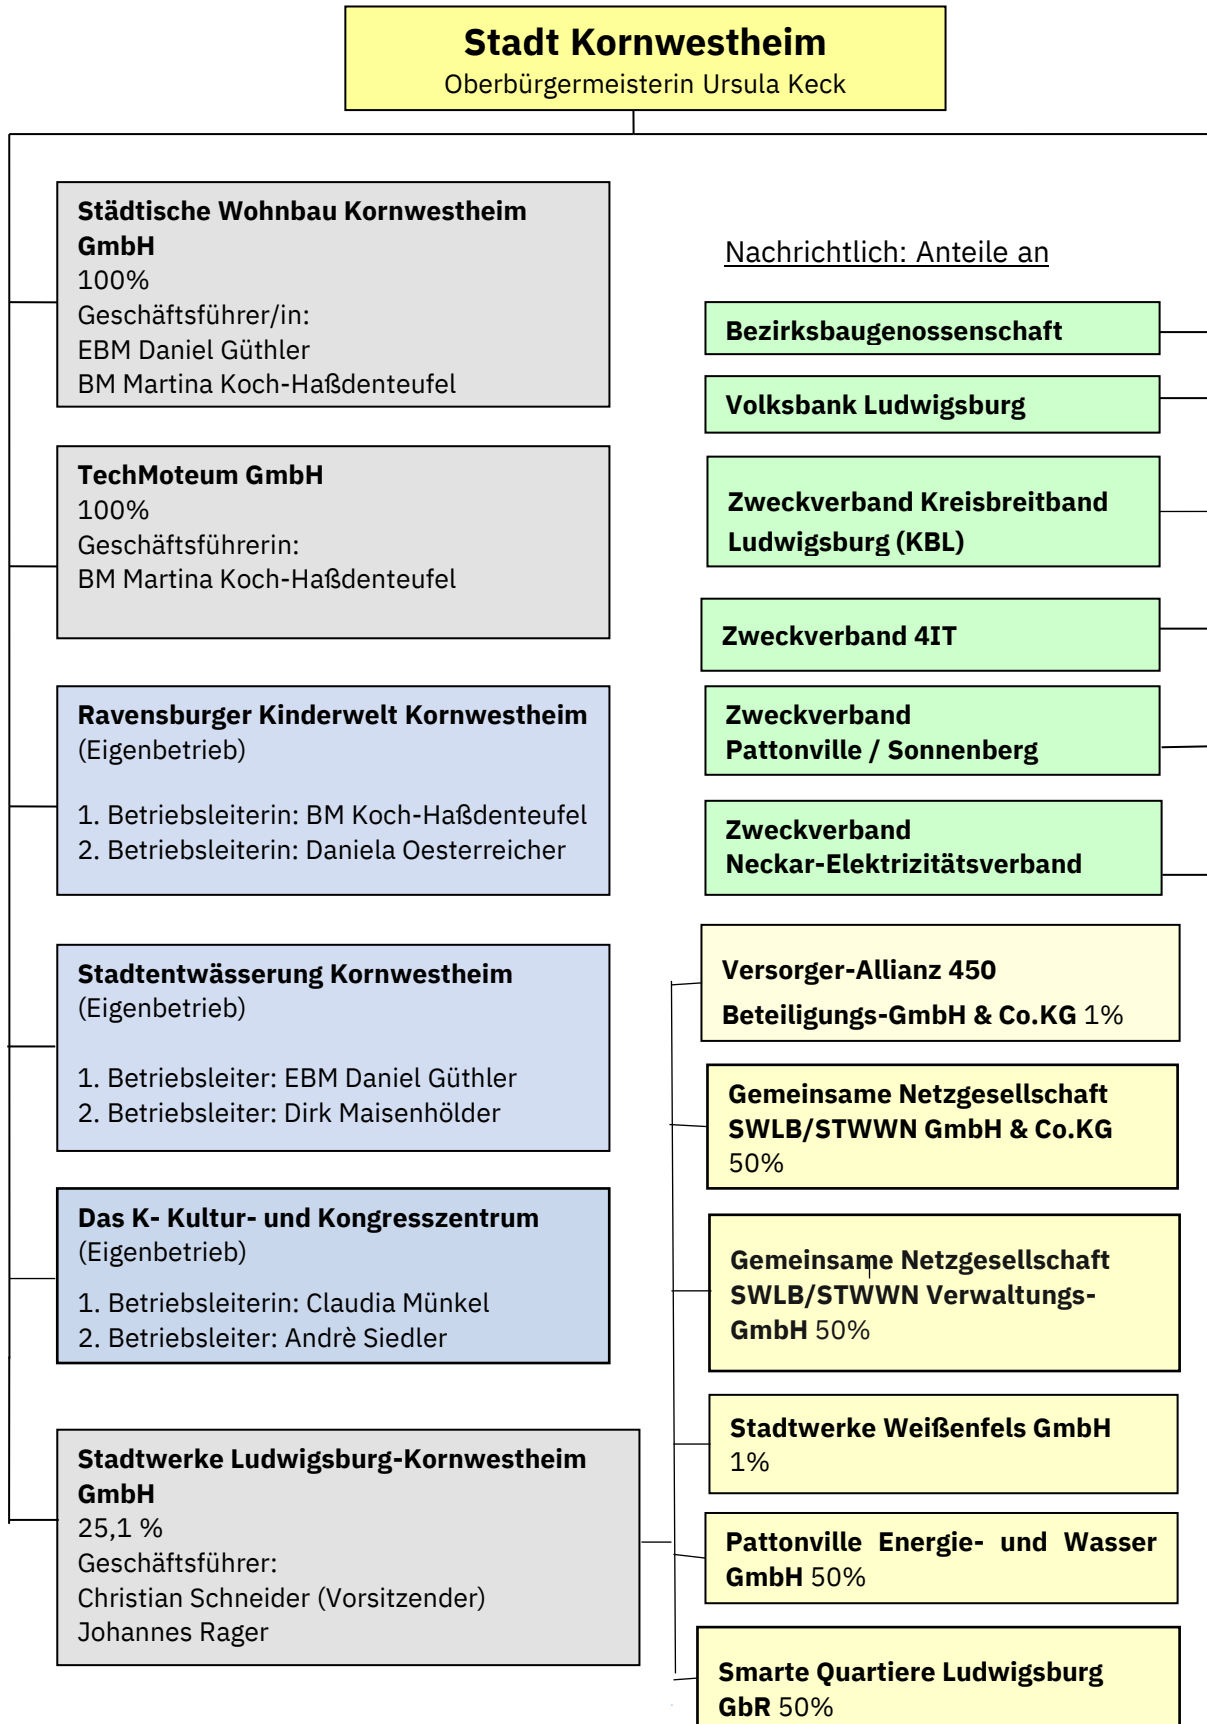 Stadt Kornwestheim
Oberbürgermeisterin Ursula Keck
Städtische Wohnbau Kornwestheim
GmbH
100%
Geschäftsführer/in:
EBM Daniel Güthler
BM Martina Koch-Haßdenteufel
TechMoteum GmbH
100%
Geschäftsführerin:
BM Martina Koch-Haßdenteufel
Ravensburger Kinderwelt Kornwestheim
(Eigenbetrieb)
1. Betriebsleiterin: BM Koch-Haßdenteufel
2. Betriebsleiterin: Daniela Oesterreicher
Stadtentwässerung Kornwestheim
(Eigenbetrieb)
1. Betriebsleiter: EBM Daniel Güthler
2. Betriebsleiter: Dirk Maisenhölder
Das K- Kultur- und Kongresszentrum
(Eigenbetrieb)
1. Betriebsleiterin: Claudia Münkel
2. Betriebsleiter: Andrè Siedler
Stadtwerke Ludwigsburg-Kornwestheim
GmbH
25,1 %
Geschäftsführer:
Christian Schneider (Vorsitzender)
Johannes Rager
Nachrichtlich: Anteile an
Bezirksbaugenossenschaft
Volksbank Ludwigsburg
Zweckverband Kreisbreitband
Ludwigsburg (KBL)
Zweckverband 4IT
Zweckverband
Pattonville / Sonnenberg
Zweckverband
Neckar-Elektrizitätsverband
Versorger-Allianz 450
Beteiligungs-GmbH & Co.KG 1%
Gemeinsame Netzgesellschaft
SWLB/STWWN GmbH & Co.KG
50%
Gemeinsame Netzgesellschaft
SWLB/STWWN Verwaltungs-
GmbH 50%
Stadtwerke Weißenfels GmbH
1%
Pattonville Energie- und Wasser
GmbH 50%
Smarte Quartiere Ludwigsburg
GbR 50%